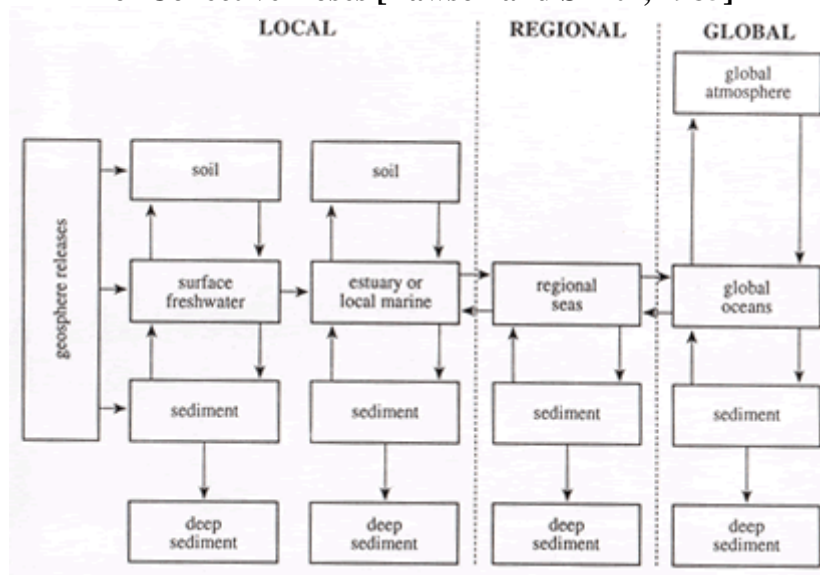 LOCAL
REGIONAL
GLOBAL
global
atmosphere
soil
soil
geosphere releases
surface
freshwater
estuary or
local marine
regional
seas
global
oceans
sediment
sediment
sediment
sediment
deep
sediment
deep
sediment
deep
sediment
deep
sediment